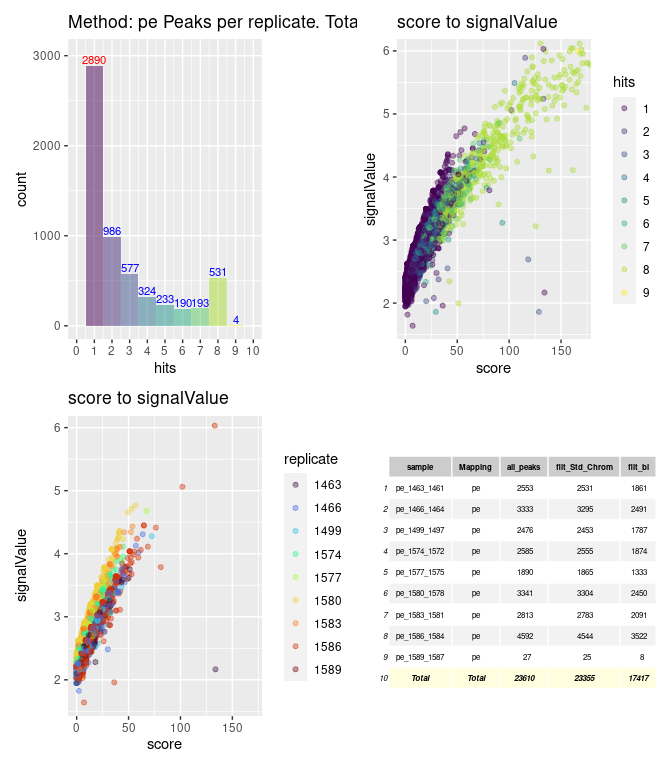 Method: pe Peaks per replicate. Tota
3000
2000
1000
0
count
2890
986
577
324
233
190
193
531
4
0 1 2 3 4 5 6 7 8 9 10
hits
score to signalValue
6
5
4
3
2
signalValue
0 50 100 150
score
hits
1
2
3
4
5
6
7
8
9
score to signalValue
6
5
4
3
2
signalValue
0 50 100 150
score
replicate
1463
1466
1499
1574
1577
1580
1583
1586
1589
sample Mapping all_peaks filt_Std_Chrom filt_bl
1 pe_1463_1461 pe 2553 2531 1861
2 pe_1466_1464 pe 3333 3295 2491
3 pe_1499_1497 pe 2476 2453 1787
4 pe_1574_1572 pe 2585 2555 1874
5 pe_1577_1575 pe 1890 1865 1333
6 pe_1580_1578 pe 3341 3304 2450
7 pe_1583_1581 pe 2813 2783 2091
8 pe_1586_1584 pe 4592 4544 3522
9 pe_1589_1587 pe 27 25 8
10 Total Total 23610 23355 17417